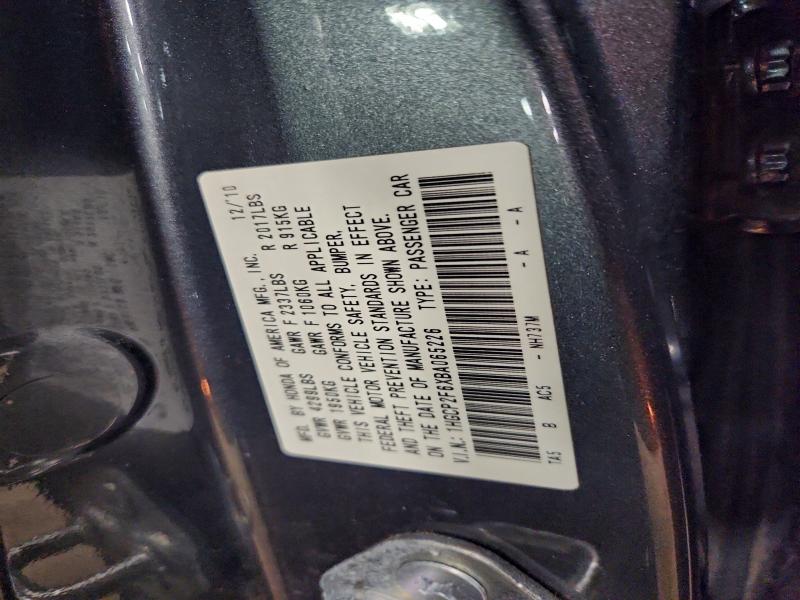 MFD. BY HONDA OF AMERICA MFG., INC. 12/'10
GVWR 4299LBS GAWR F 2337LBS R 2017LBS
GVWR 1950KG GAWR F 1060KG R 915KG
THIS VEHICLE CONFORMS TO ALL APPLICABLE
FEDERAL MOTOR VEHICLE SAFETY, BUMPER,
AND THEFT PREVENTION STANDARDS IN EFFECT
ON THE DATE OF MANUFACTURE SHOWN ABOVE.
V.I.N.: 1HGCP2F6XBA065226 TYPE: PASSENGER CAR
TA5 B AC5 - NH737M - A - A